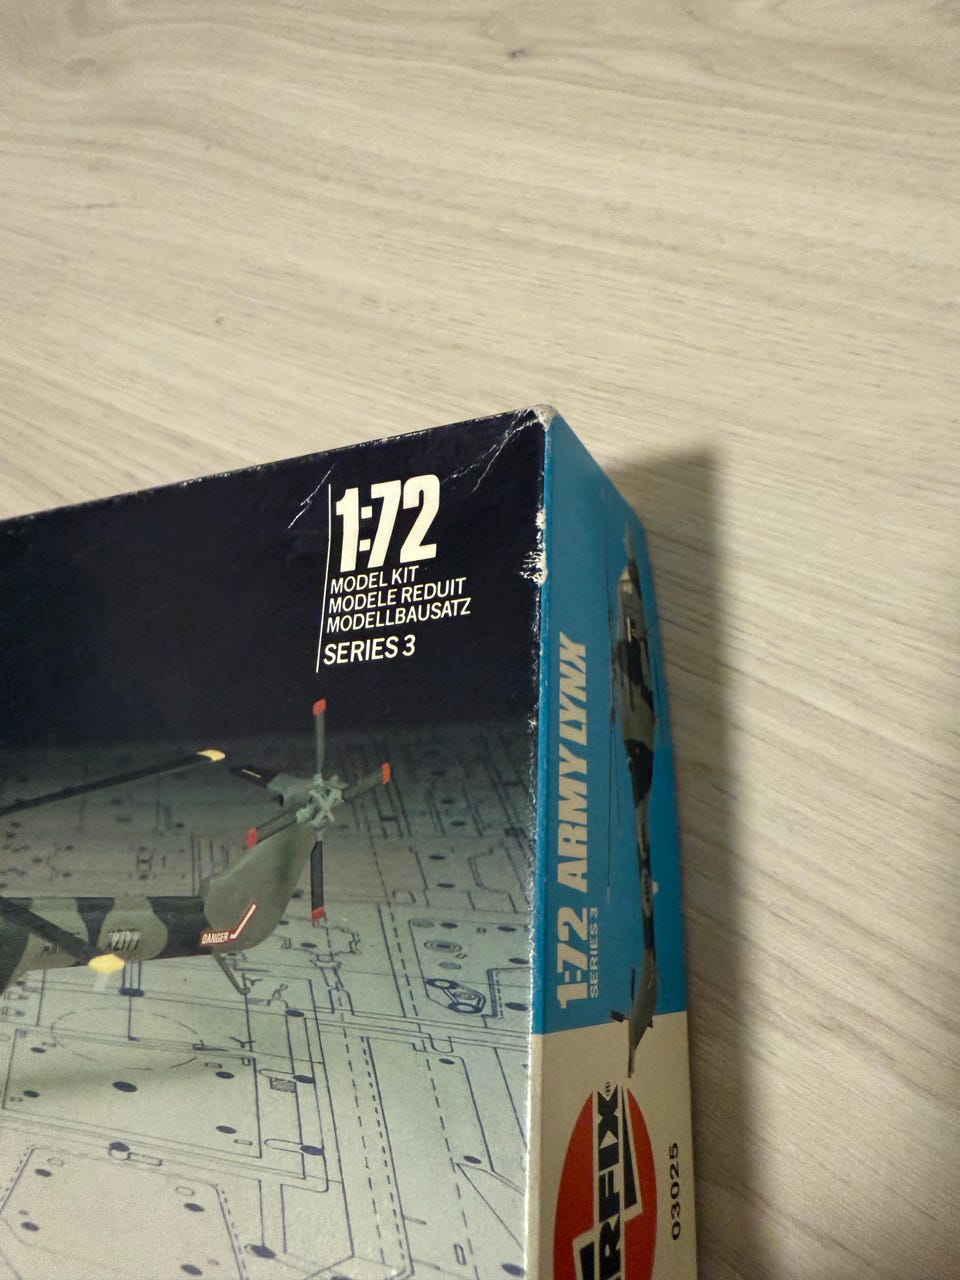 1:72
MODEL KIT
MODELE REDUIT
MODELLBAUSATZ
SERIES 3
DANGER
1:72 ARMY LYNX
SERIES 3
03025